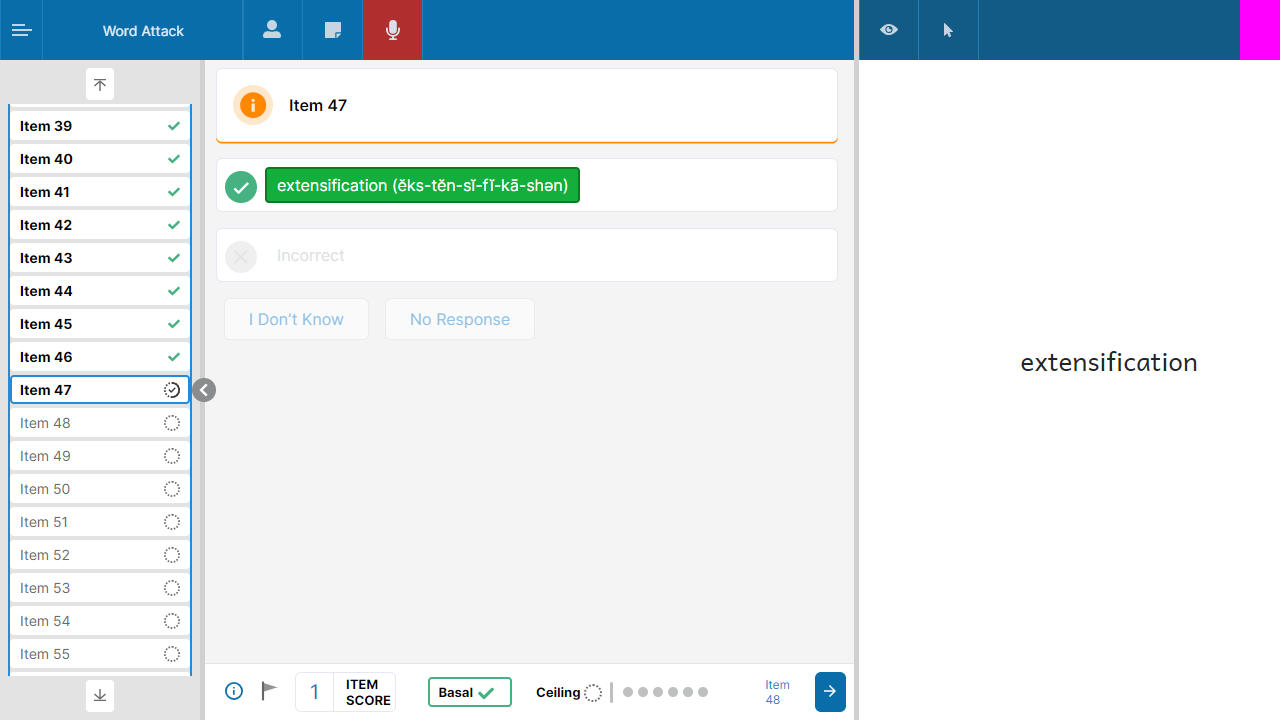 Word Attack
Item 39
Item 40
Item 41
Item 42
Item 43
Item 44
Item 45
Item 46
Item 47
Item 48
Item 49
Item 50
Item 51
Item 52
Item 53
Item 54
Item 55
Item 47
extensification (ĕks-tĕn-sĭ-fĭ-kā-shən)
Incorrect
I Don't Know
No Response
1
ITEM
SCORE
Basal
Ceiling
Item
48
extensification